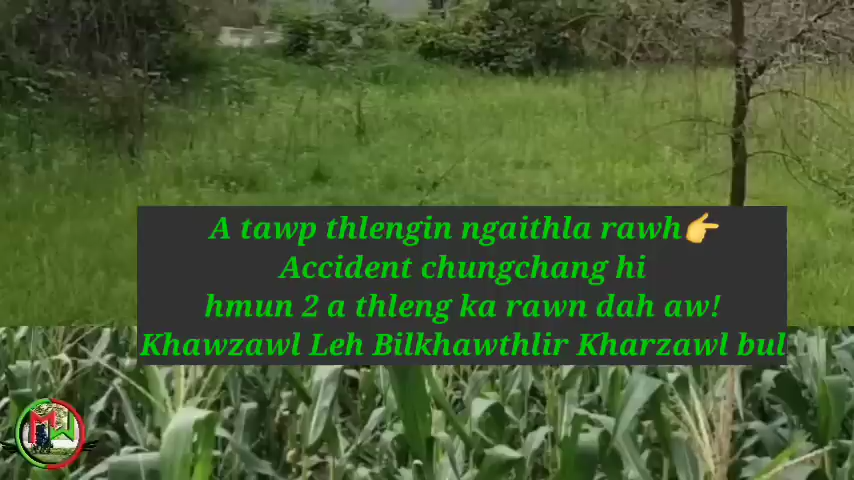 A tawp thlengin ngaithla rawh👉
Accident chungchang hi
hmun 2 a thleng ka rawn dah aw!
Khawzawl Leh Bilkhawthlir Kharzawl bul
MW